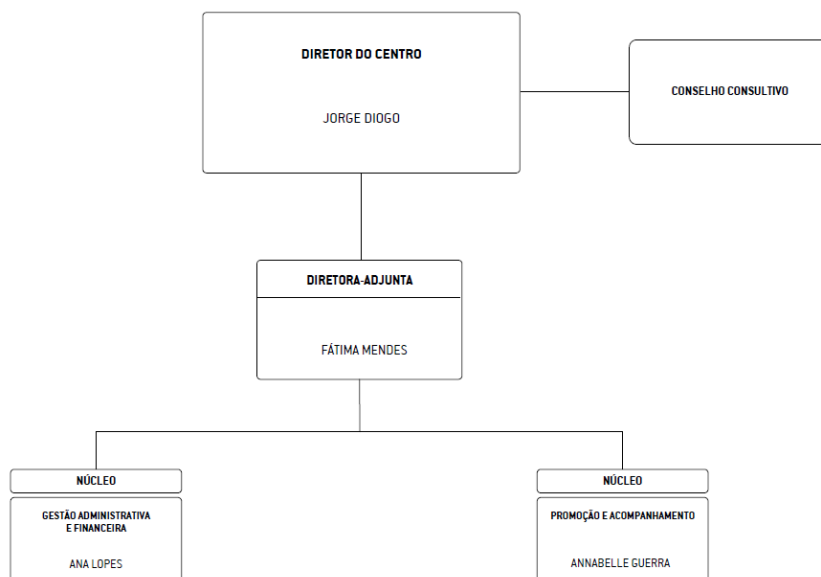 DIRETOR DO CENTRO
JORGE DIOGO
CONSELHO CONSULTIVO
DIRETORA-ADJUNTA
FÁTIMA MENDES
NÚCLEO
GESTÃO ADMINISTRATIVA
E FINANCEIRA
ANA LOPES
NÚCLEO
PROMOÇÃO E ACOMPANHAMENTO
ANNABELLE GUERRA